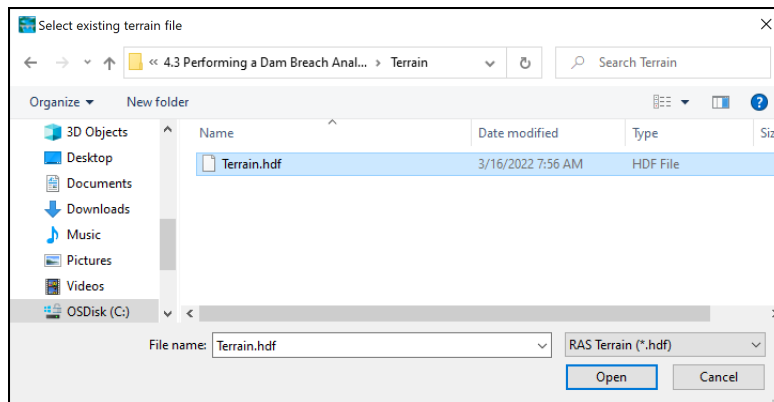 Select existing terrain file
« 4.3 Performing a Dam Breach Anal... › Terrain
Search Terrain
Organize
New folder
3D Objects
Desktop
Documents
Downloads
Music
Pictures
Videos
OSDisk (C:)
Name
Date modified
Type
Siz
Terrain.hdf
3/16/2022 7:56 AM
HDF File
File name:
Terrain.hdf
RAS Terrain (*.hdf)
Open
Cancel